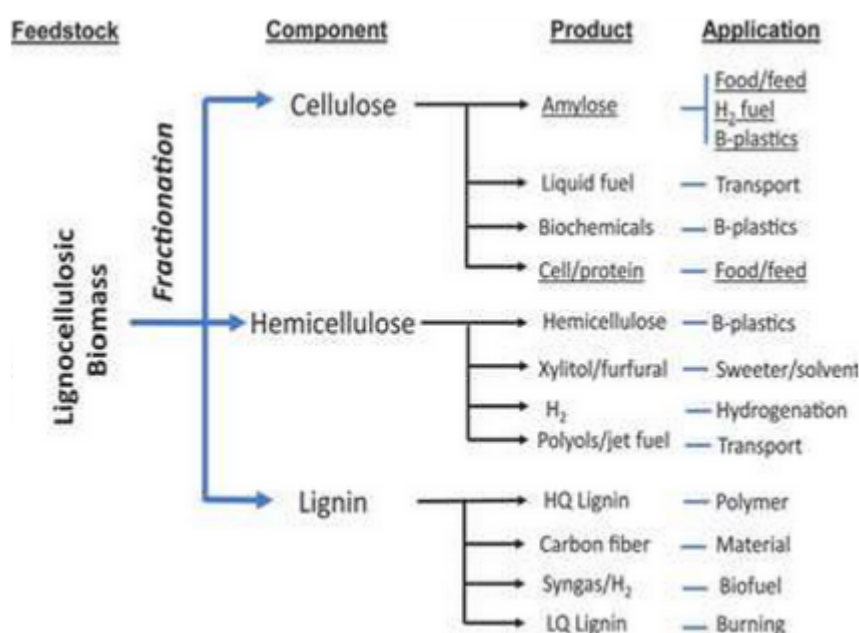 Feedstock Component Product Application
Lignocellulosic
Biomass
Fractionation
Cellulose
Amylose
Food/feed
H₂ fuel
B-plastics
Liquid fuel Transport
Biochemicals B-plastics
Cell/protein Food/feed
Hemicellulose
Hemicellulose B-plastics
Xylitol/furfural Sweeter/solvent
H₂ Hydrogenation
Polyols/jet fuel Transport
Lignin
HQ Lignin Polymer
Carbon fiber Material
Syngas/H₂ Biofuel
LQ Lignin Burning